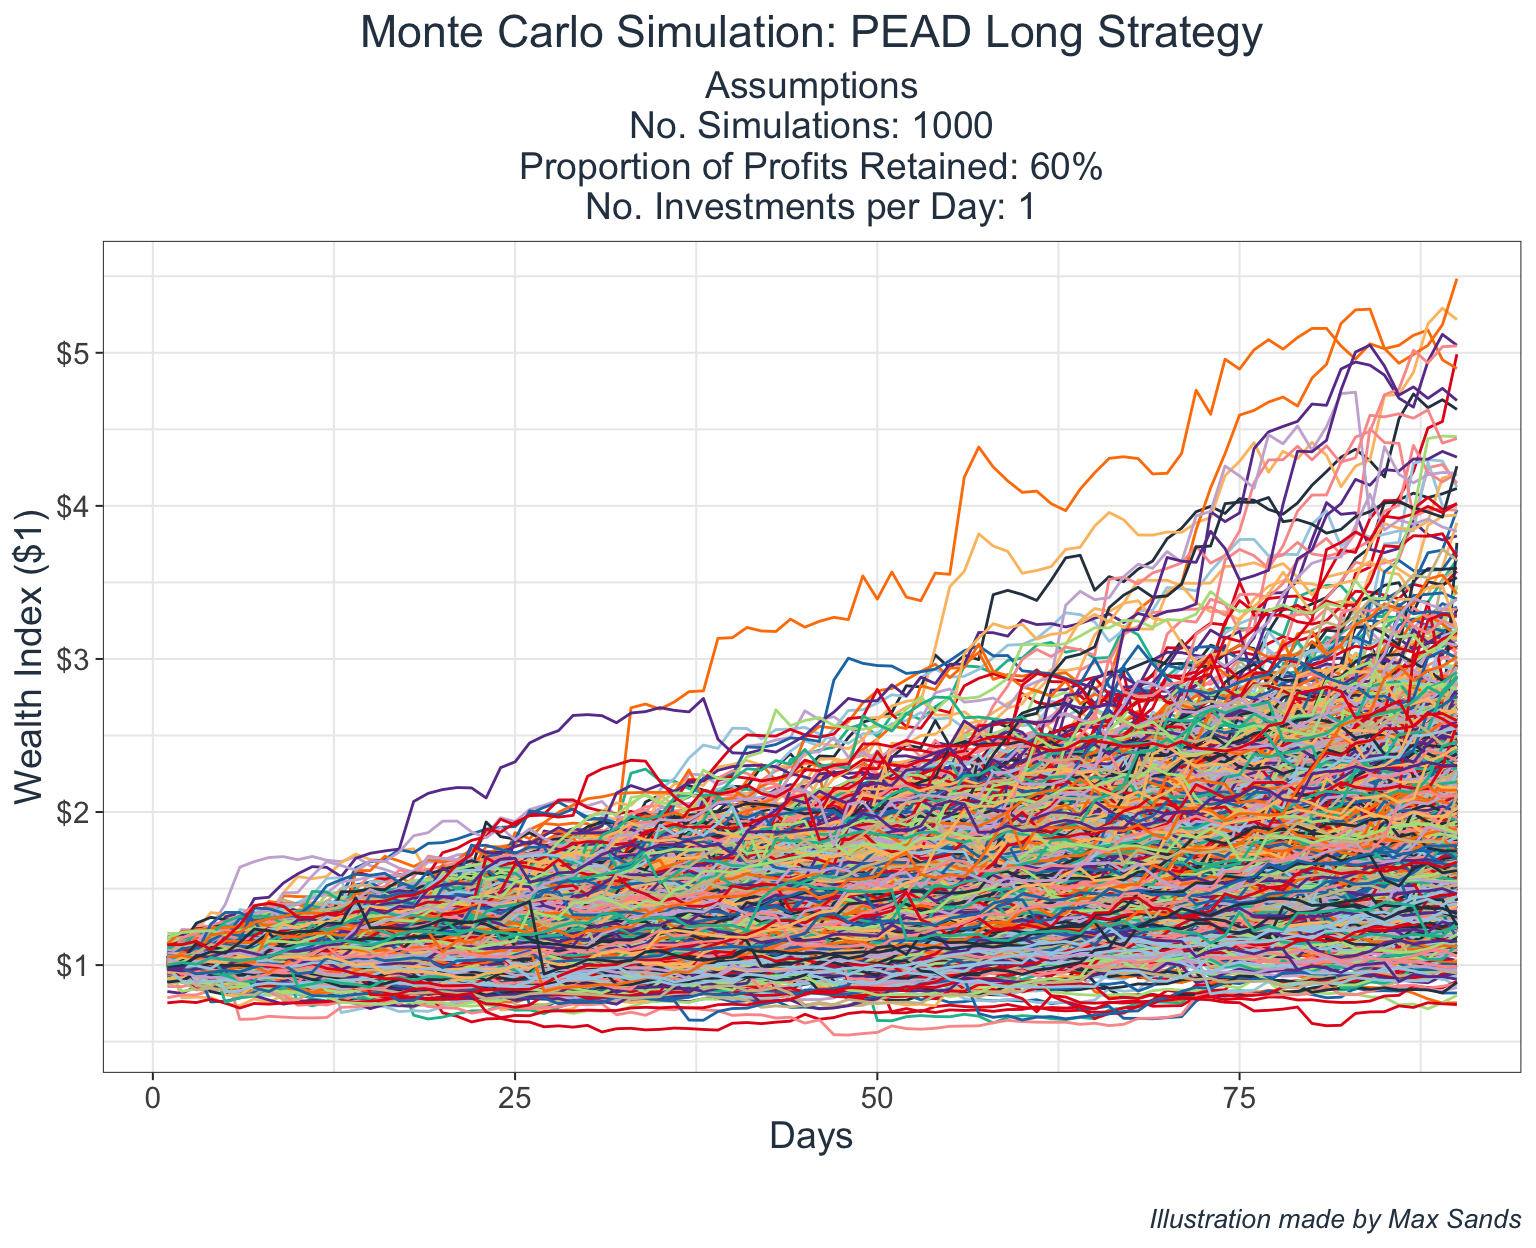 Monte Carlo Simulation: PEAD Long Strategy
Assumptions
No. Simulations: 1000
Proportion of Profits Retained: 60%
No. Investments per Day: 1
Wealth Index ($1)
$5
$4
$3
$2
$1
0 25 50 75
Days
Illustration made by Max Sands